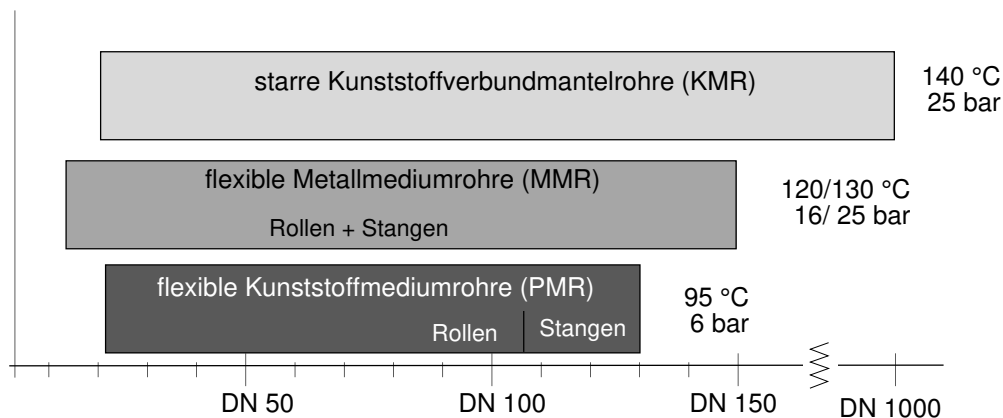 starre Kunststoffverbundmantelrohre (KMR)
140 °C
25 bar
flexible Metallmediumrohre (MMR)
Rollen + Stangen
120/130 °C
16/ 25 bar
flexible Kunststoffmediumrohre (PMR)
Rollen
Stangen
95 °C
6 bar
DN 50
DN 100
DN 150
DN 1000